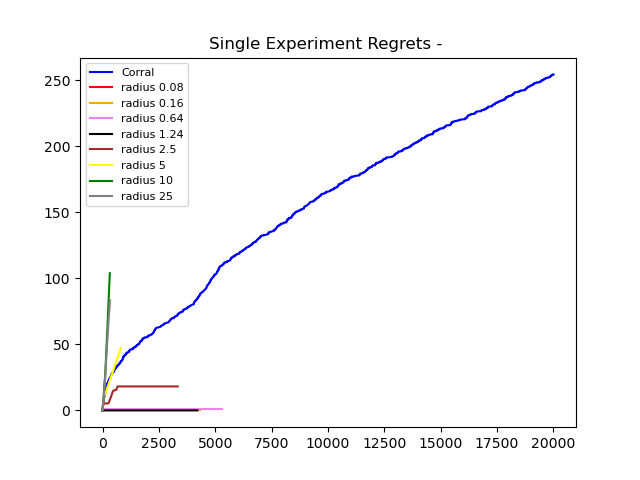 Single Experiment Regrets -
Corral
radius 0.08
radius 0.16
radius 0.64
radius 1.24
radius 2.5
radius 5
radius 10
radius 25
250
200
150
100
50
0
0 2500 5000 7500 10000 12500 15000 17500 20000